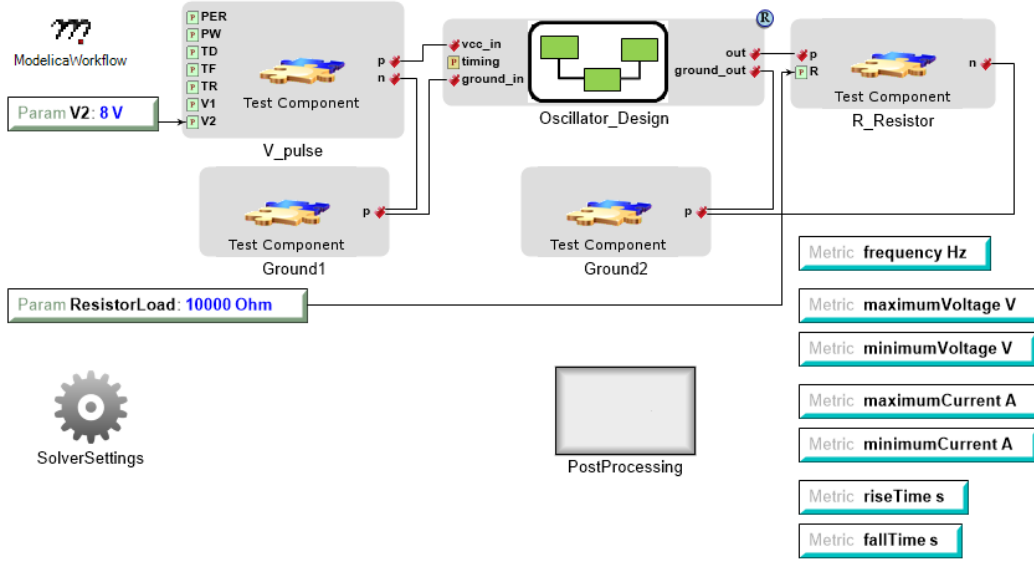 ModelicaWorkflow
Param V2: 8 V
P PER
P PW
P TD
P TF
P TR
P V1
P V2
p
n
Test Component
V_pulse
vcc_in
P timing
ground_in
out
ground_out
Oscillator_Design
R
p
P R
n
Test Component
R_Resistor
p
Test Component
Ground1
p
Test Component
Ground2
Param ResistorLoad: 10000 Ohm
Metric frequency Hz
Metric maximumVoltage V
Metric minimumVoltage V
Metric maximumCurrent A
Metric minimumCurrent A
Metric riseTime s
Metric fallTime s
SolverSettings
PostProcessing